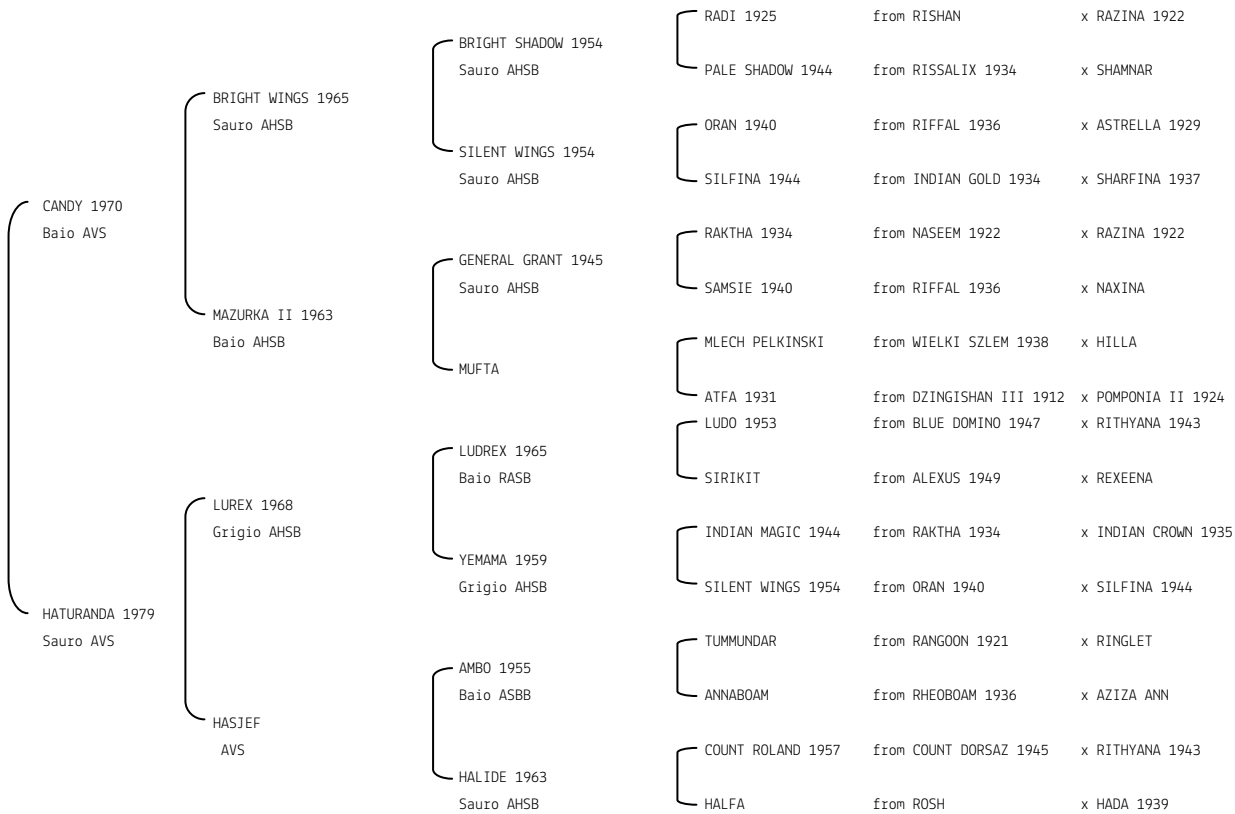 RADI 1925 from RISHAN x RAZINA 1922
BRIGHT SHADOW 1954
Sauro AHSB
PALE SHADOW 1944 from RISSALIX 1934 x SHAMNAR
BRIGHT WINGS 1965
Sauro AHSB
ORAN 1940 from RIFFAL 1936 x ASTRELLA 1929
SILENT WINGS 1954
Sauro AHSB
SILFINA 1944 from INDIAN GOLD 1934 x SHARFINA 1937
CANDY 1970
Baio AVS
RAKTHA 1934 from NASEEM 1922 x RAZINA 1922
GENERAL GRANT 1945
Sauro AHSB
SAMSIE 1940 from RIFFAL 1936 x NAXINA
MAZURKA II 1963
Baio AHSB
MLECH PELKINSKI from WIELKI SZLEM 1938 x HILLA
MUFTA
ATFA 1931 from DZINGISHAN III 1912 x POMPONIA II 1924
LUDO 1953 from BLUE DOMINO 1947 x RITHYANA 1943
LUDREX 1965
Baio RASB
SIRIKIT from ALEXUS 1949 x REXEENA
LUREX 1968
Grigio AHSB
INDIAN MAGIC 1944 from RAKTHA 1934 x INDIAN CROWN 1935
YEMAMA 1959
Grigio AHSB
SILENT WINGS 1954 from ORAN 1940 x SILFINA 1944
HATURANDA 1979
Sauro AVS
TUMMUNDAR from RANGOON 1921 x RINGLET
AMBO 1955
Baio ASBB
ANNABOAM from RHEOBOAM 1936 x AZIZA ANN
HASJEF
AVS
COUNT ROLAND 1957 from COUNT DORSAZ 1945 x RITHYANA 1943
HALIDE 1963
Sauro AHSB
HALFA from ROSH x HADA 1939